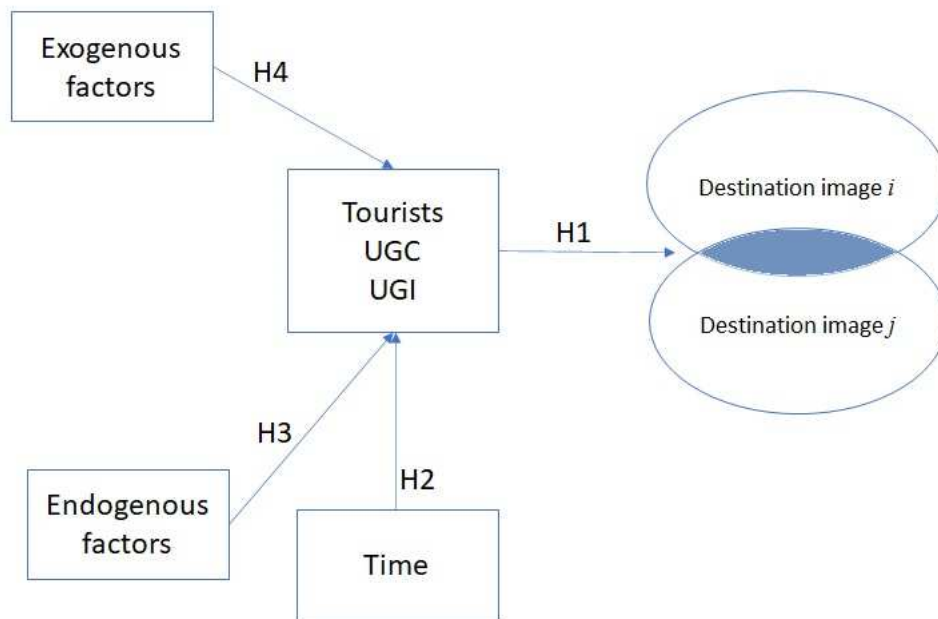 Exogenous
factors
H4
Tourists
UGC
UGI
H1
Destination image i
Destination image j
H3
H2
Endogenous
factors
Time